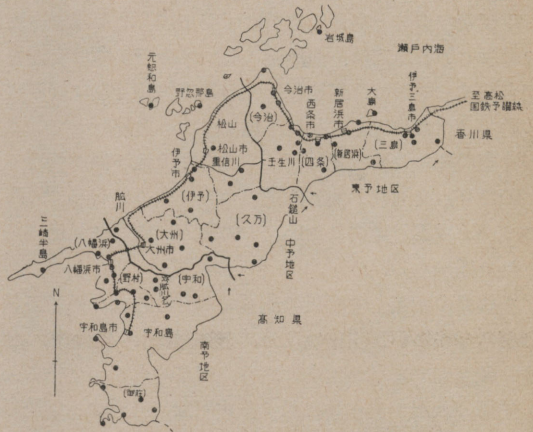 岩城島
瀬戸内海
元怒和島
野忽那島
今治市
西条市
新居浜市
大島
伊予三島市
至高松
国鉄予讃線
香川県
(今治)
松山
松山市
重信川
壬生川
(四条)
(新居浜)
(三島)
東予地区
伊予市
(伊予)
石鎚山
中予地区
(久万)
肱川
(大州)
大州市
三崎半島
(八幡浜)
八幡浜市
(野村)
(宇和)
N
宇和島市
宇和島
高知県
南予地区
(御荘)